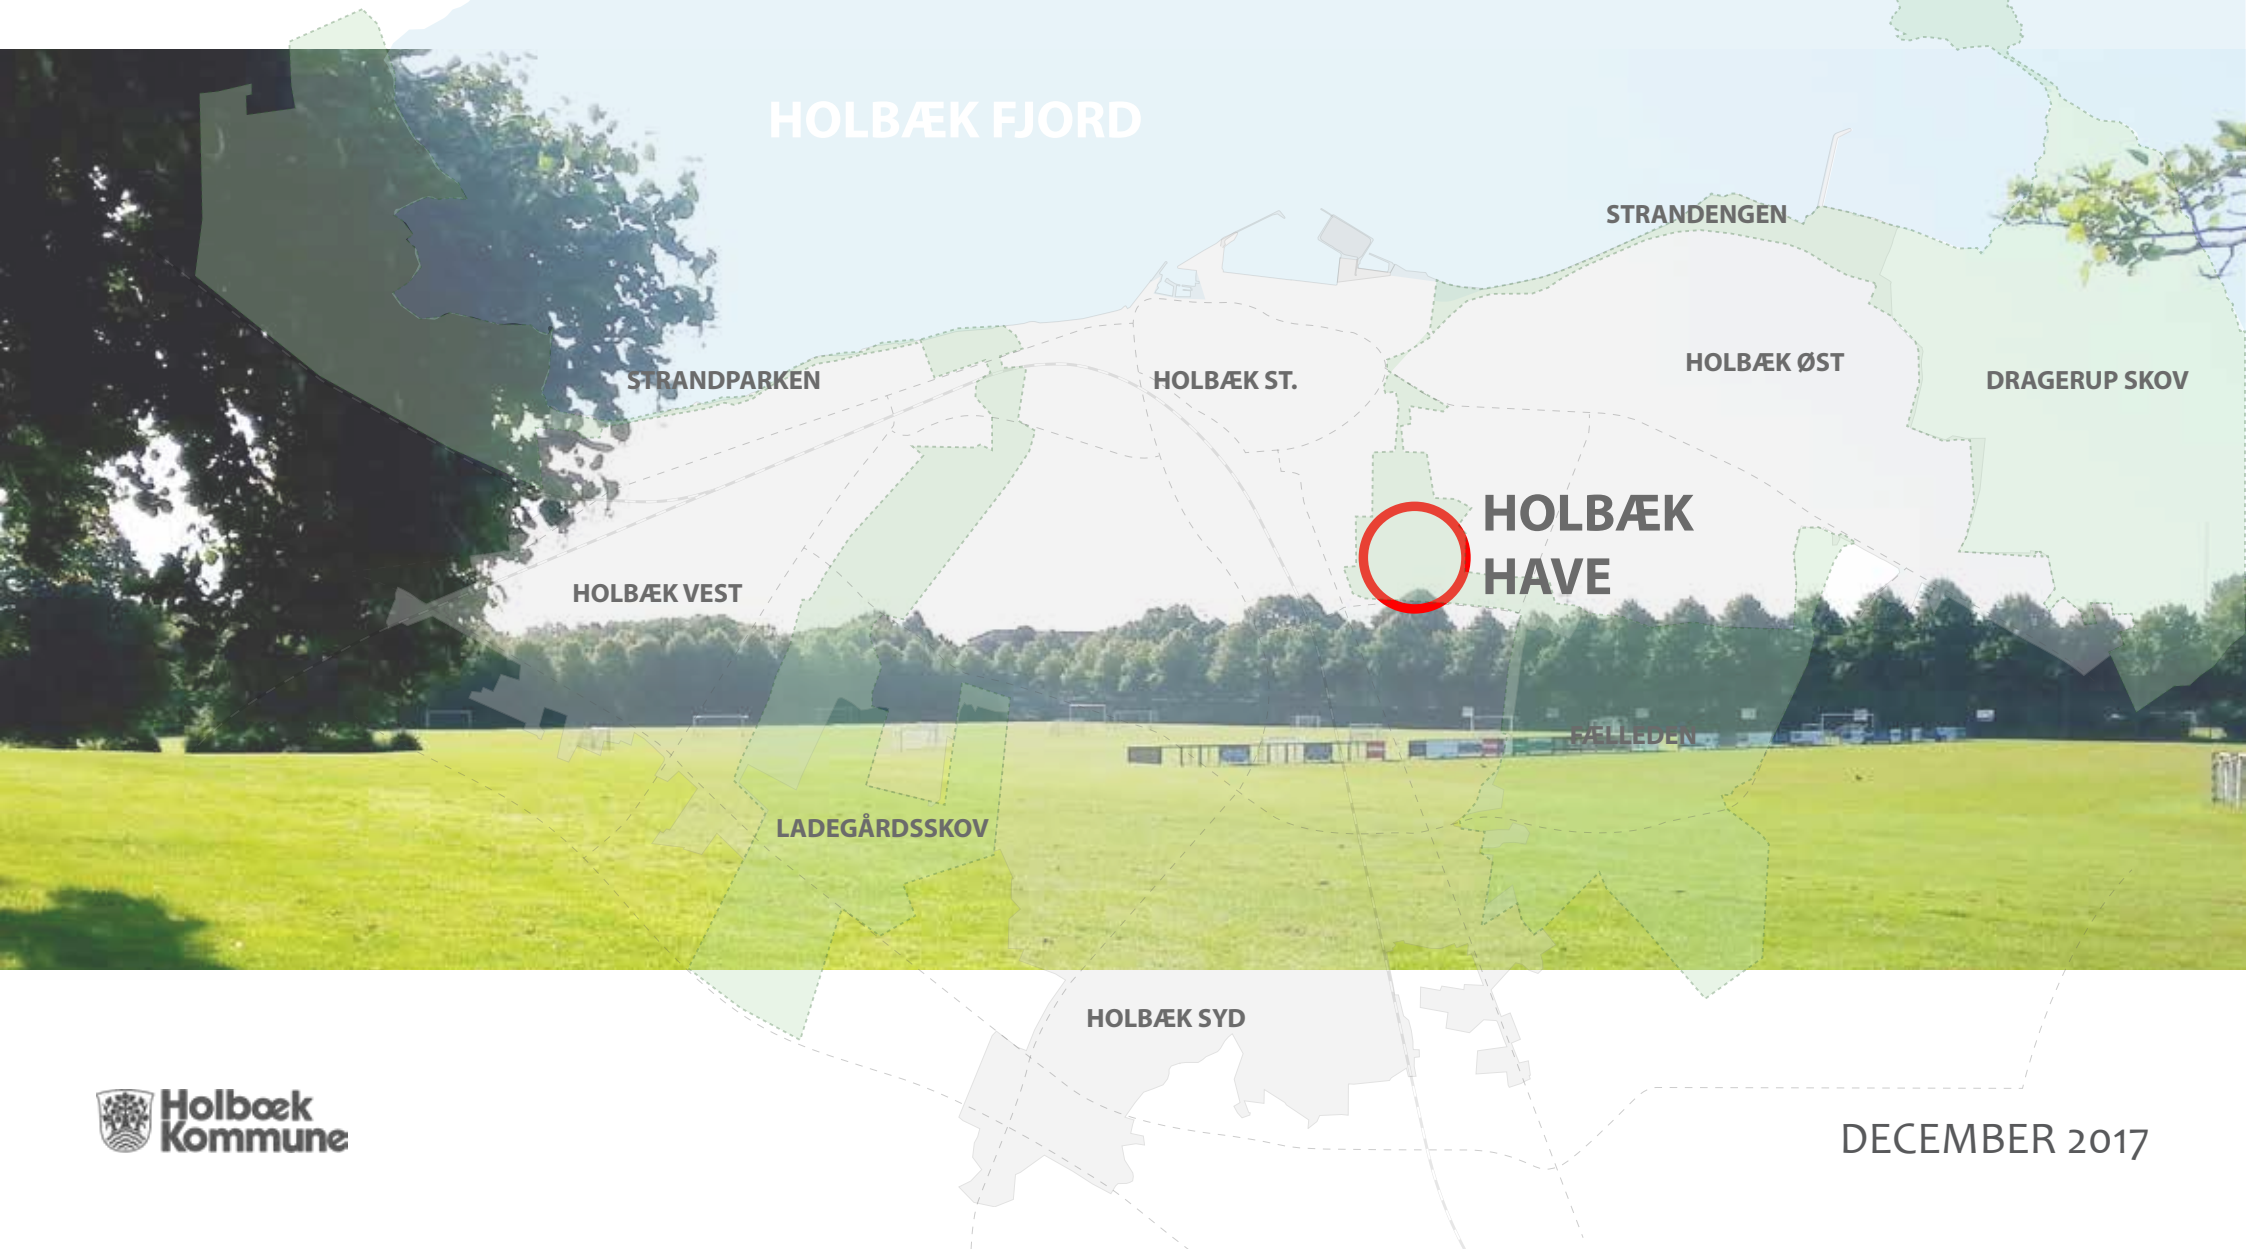 HOLBÆK FJORD
STRANDENGEN
STRANDPARKEN
HOLBÆK ST.
HOLBÆK ØST
DRAGERUP SKOV
HOLBÆK
HAVE
HOLBÆK VEST
FÆLLEDEN
LADEGÅRDSSKOV
HOLBÆK SYD
Holbæk
Kommune
DECEMBER 2017